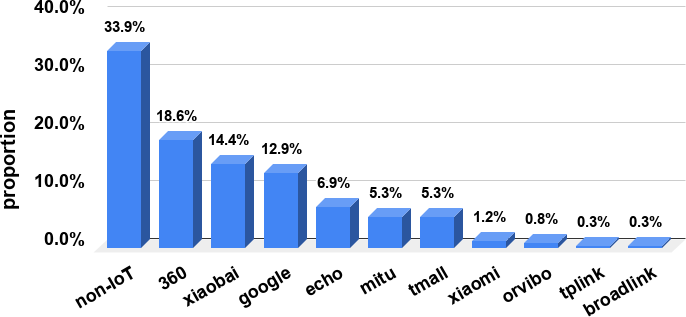 40.0%
30.0%
20.0%
10.0%
0.0%
proportion
33.9%
18.6%
14.4%
12.9%
6.9%
5.3%
5.3%
1.2%
0.8%
0.3%
0.3%
non-IoT
360
xiaobai
google
echo
mitu
tmall
xiaomi
orvibo
tplink
broadlink